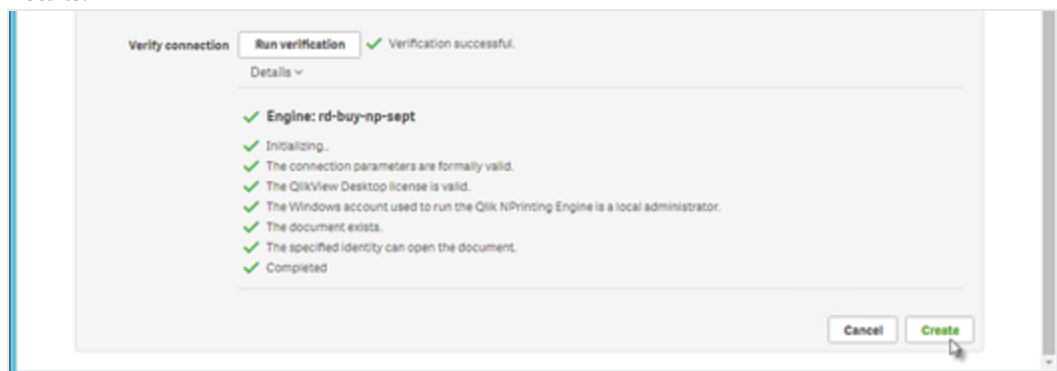 Verify connection Run verification Verification successful.
Details
Engine: rd-buy-np-sept
Initializing..
The connection parameters are formally valid.
The QlikView Desktop license is valid.
The Windows account used to run the Qlik NPrinting Engine is a local administrator.
The document exists.
The specified identity can open the document.
Completed
Cancel Create